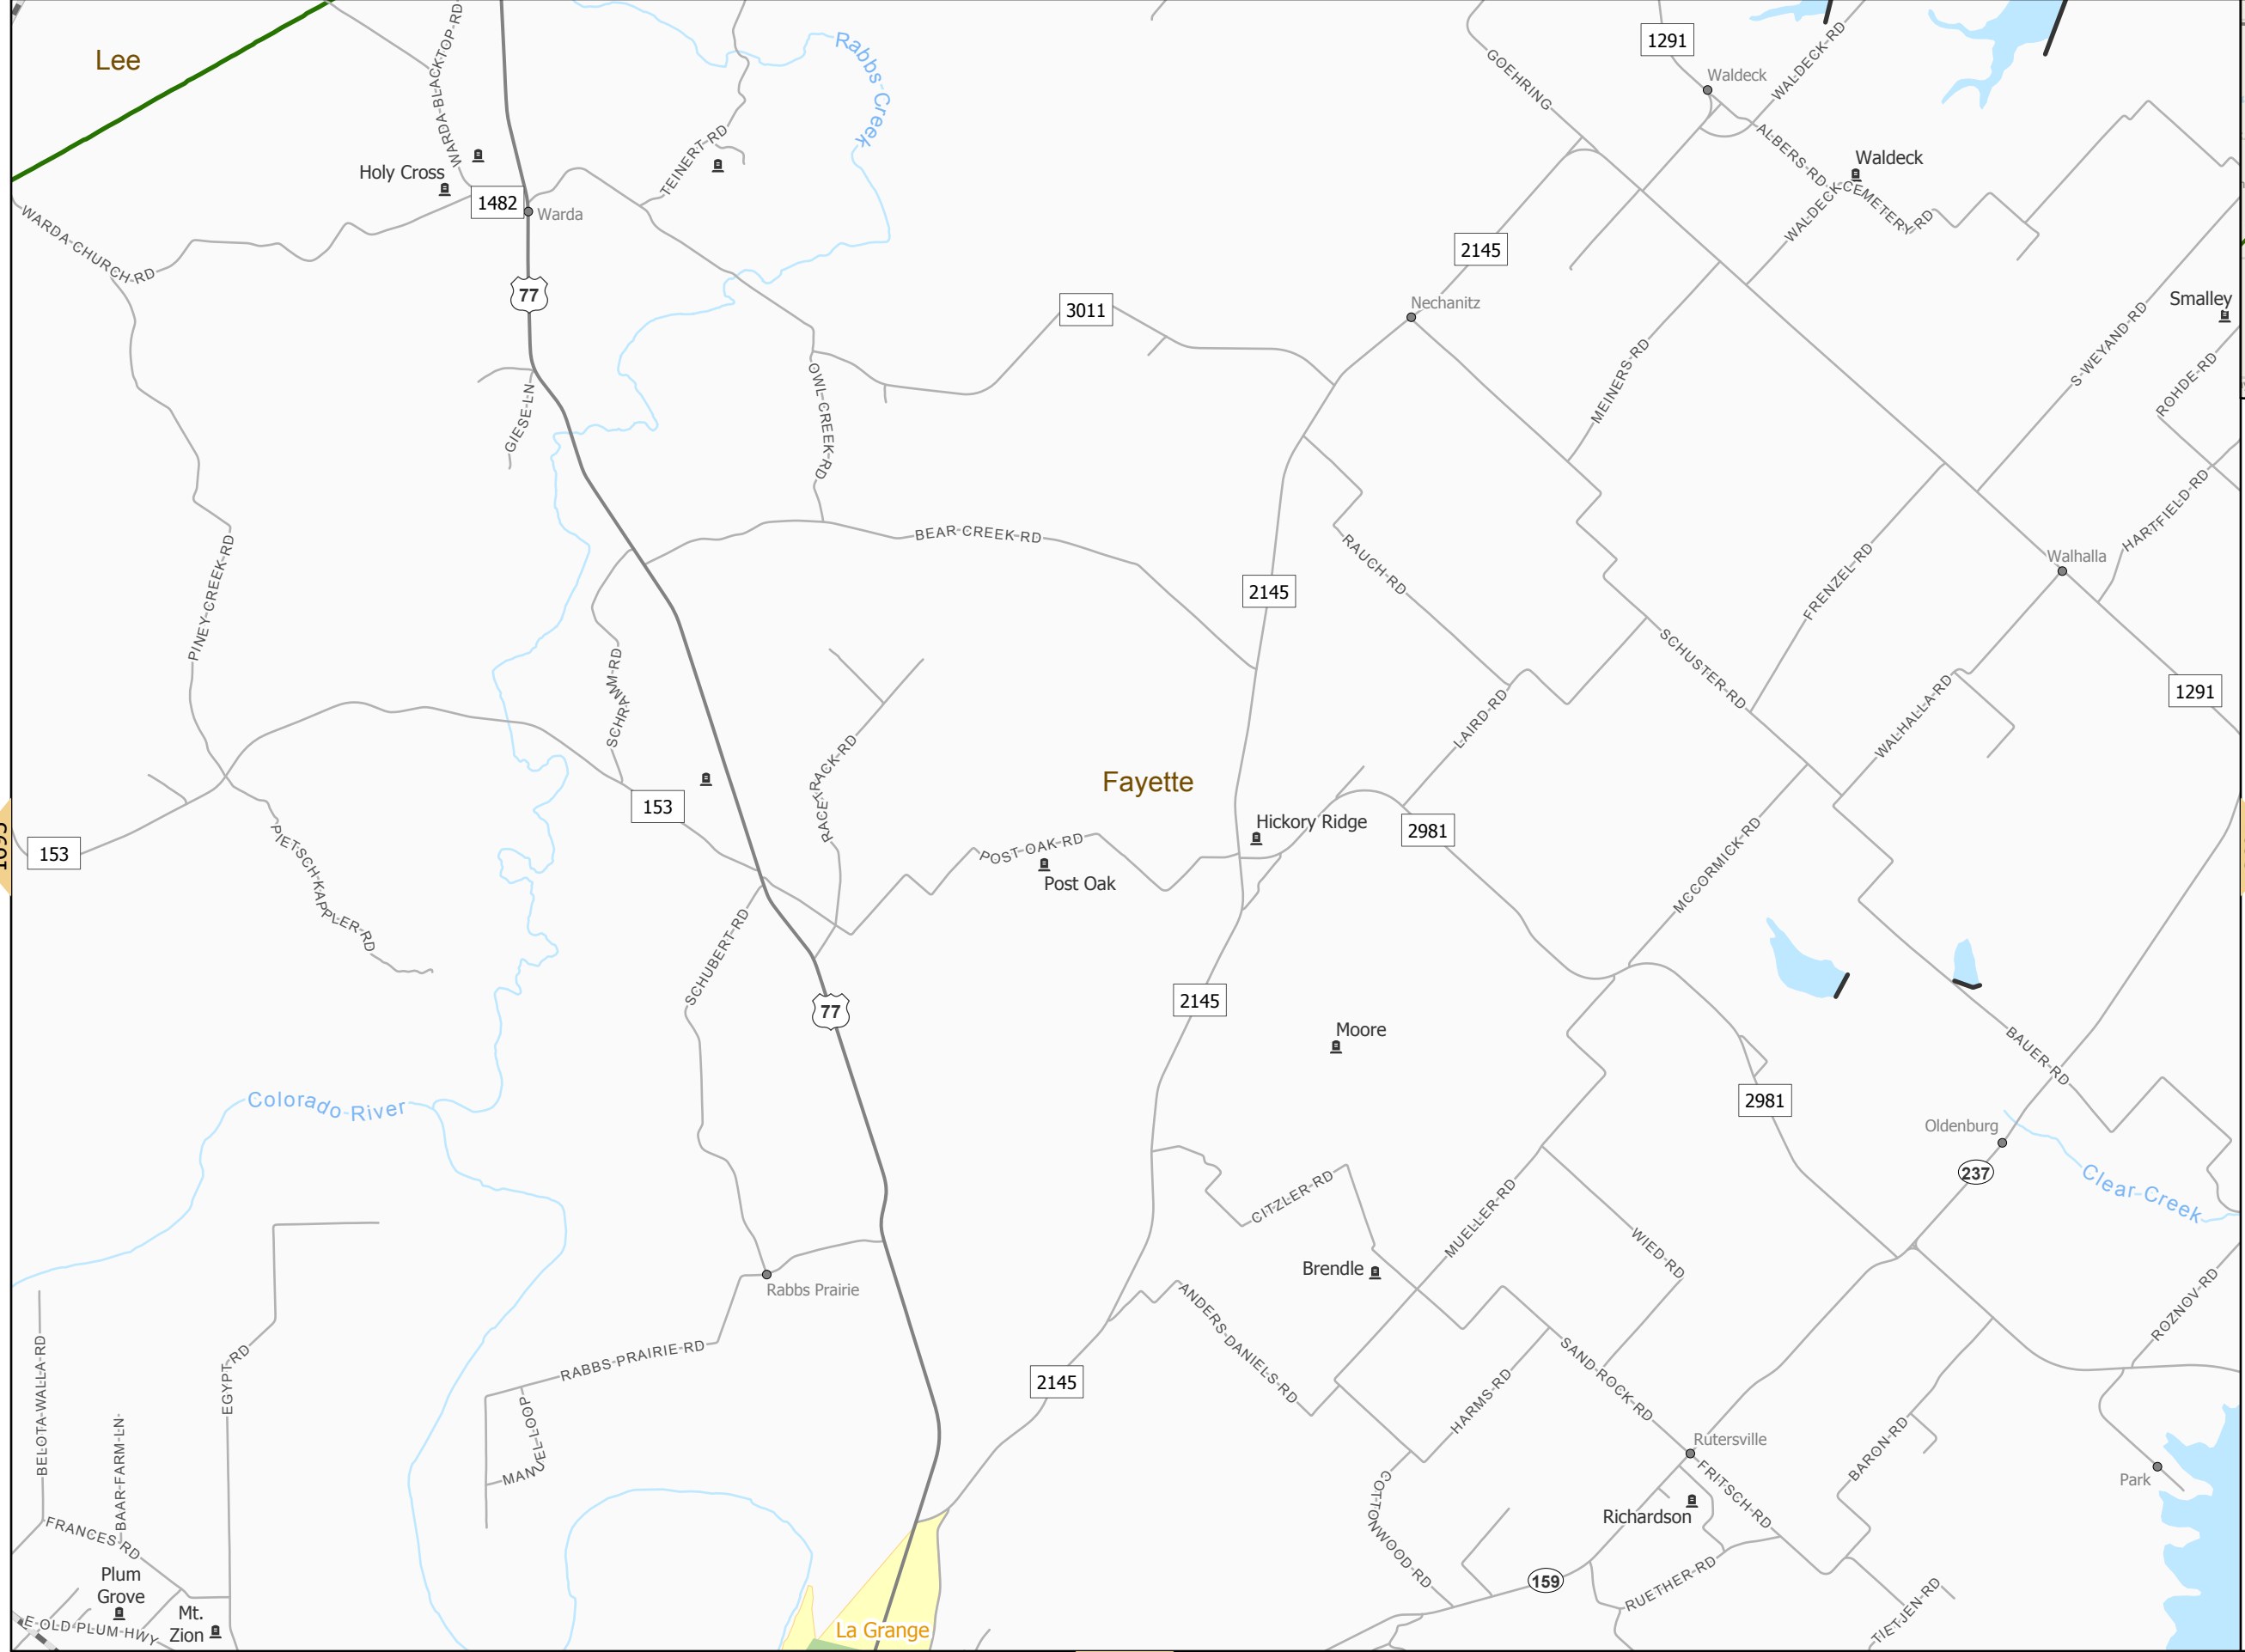 Lee
WARDA-BLACKTOP-RD
Rabbs-Creek
GOEHRING
1291
Waldeck
WALDECK-RD
ALBERS-RD
Waldeck
WALDECK-CEMETERY-RD
TEINERT-RD
Holy Cross
1482
Warda
WARDA-CHURCH-RD
2145
77
3011
Nechanitz
Smalley
S-WEYAND-RD
MEINERS-RD
ROHDE-RD
OWL-CREEK-RD
GIESE-LN
HARTFIELD-RD
BEAR-CREEK-RD
PINEY-CREEK-RD
RAUCH-RD
2145
FRENZEL-RD
Walhalla
SCHRAMM-RD
SCHUSTER-RD
1291
LAIRD-RD
WALHALLA-RD
RACETRACK-RD
Fayette
153
Hickory Ridge
2981
153
POST-OAK-RD
Post Oak
MCCORMICK-RD
PIETSCH-KAPPLER-RD
SCHUBERT-RD
77
2145
Moore
BAUER-RD
Colorado-River
2981
Oldenburg
237
Clear-Creek
CITZLER-RD
MUELLER-RD
WIED-RD
Brendle
Rabbs Prairie
ROZNOV-RD
ANDERS-DANIELS-RD
RABBS-PRAIRIE-RD
EGYPT-RD
BELOTA-WALLA-RD
2145
SAND-ROCK-RD
HARMS-RD
MANUEL-LOOP
BAAR-FARM-LN
Rutersville
BARON-RD
Park
FRITSCH-RD
COTTONWOOD-RD
Richardson
FRANCES-RD
Plum
Grove
159
RUETHER-RD
TIETJEN-RD
Mt.
Zion
E-OLD-PLUM-HWY
La Grange